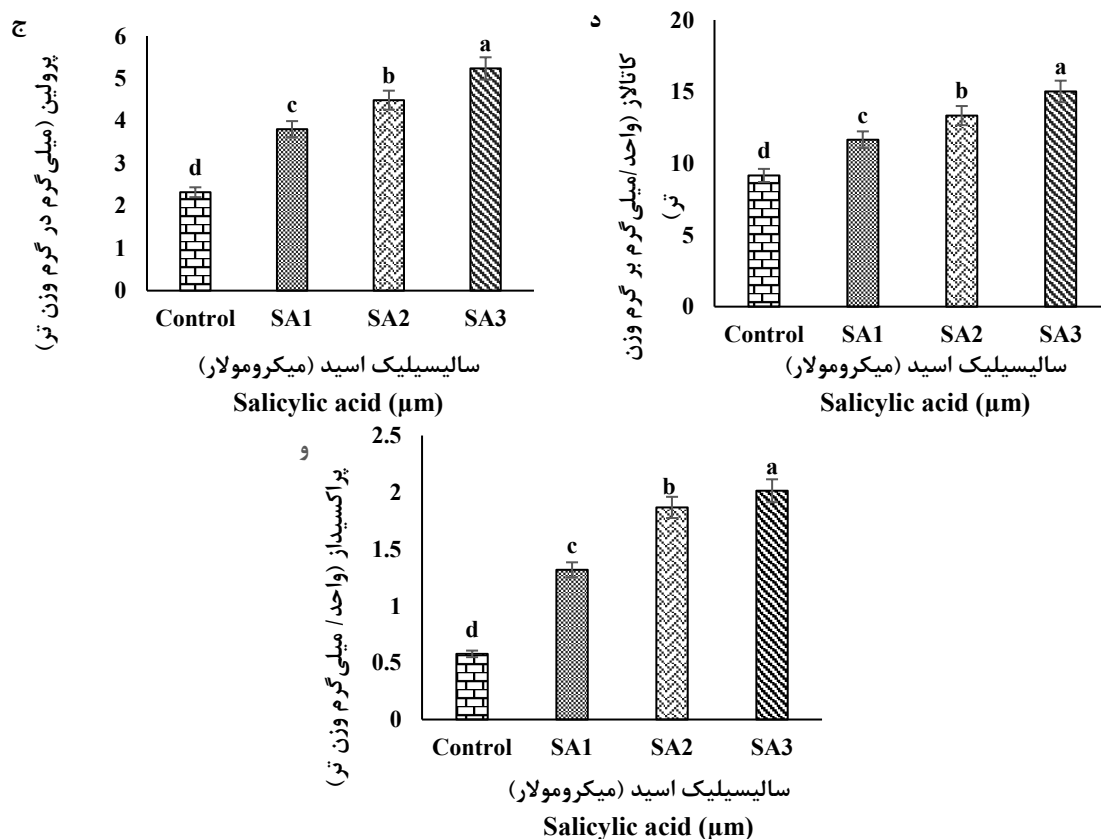 ج
پرولین (میلی‌گرم در گرم وزن تر)
6
5
4
3
2
1
0
d
c
b
a
Control SA1 SA2 SA3
سالیسیلیک اسید (میکرومولار)
Salicylic acid (µm)
د
کاتالاز (واحد/میلی‌گرم بر گرم وزن
تر)
20
15
10
5
0
d
c
b
a
Control SA1 SA2 SA3
سالیسیلیک اسید (میکرومولار)
Salicylic acid (µm)
و
پراکسیداز (واحد/ میلی‌گرم وزن تر)
2.5
2
1.5
1
0.5
0
d
c
b
a
Control SA1 SA2 SA3
سالیسیلیک اسید (میکرومولار)
Salicylic acid (µm)